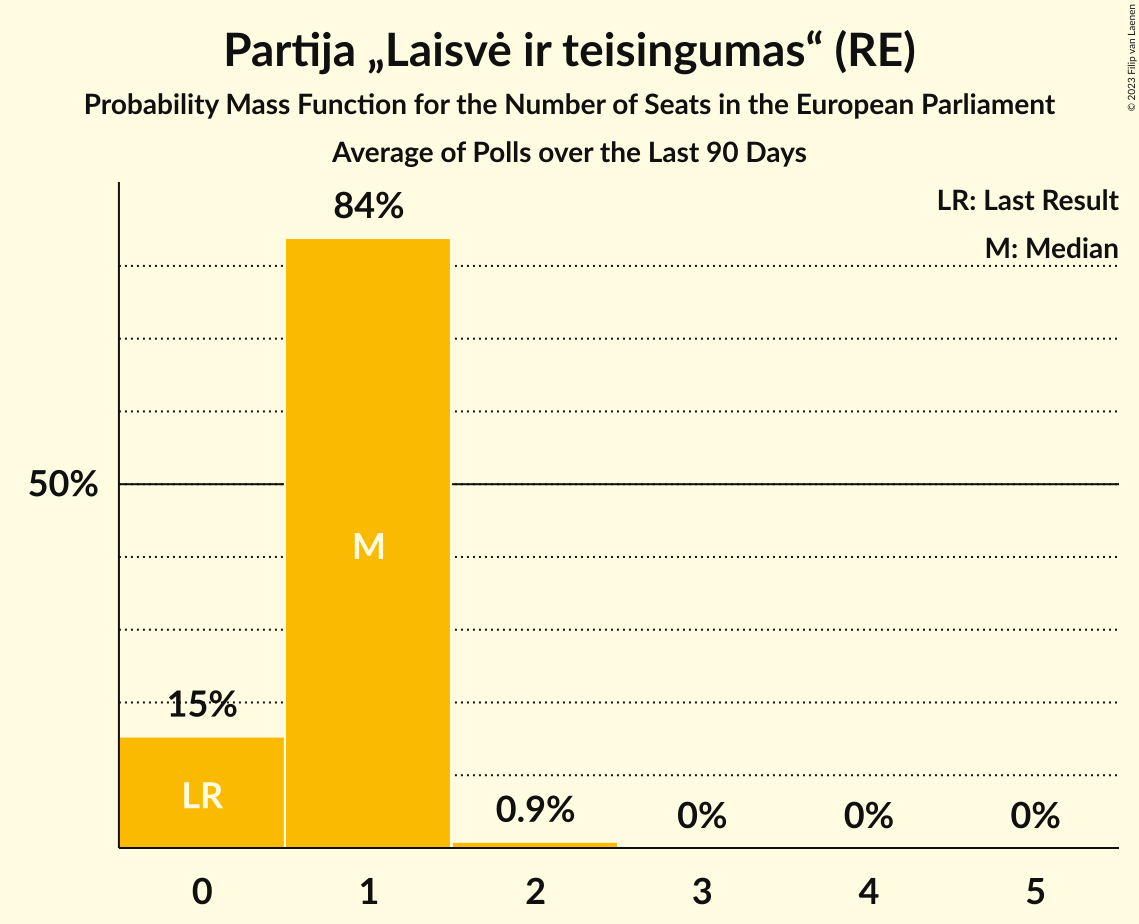 Partija „Laisvė ir teisingumas“ (RE)
Probability Mass Function for the Number of Seats in the European Parliament
Average of Polls over the Last 90 Days
© 2023 Filip van Laenen
LR: Last Result
M: Median
84%
50%
M
15%
LR
0.9%
0%
0%
0%
0
1
2
3
4
5